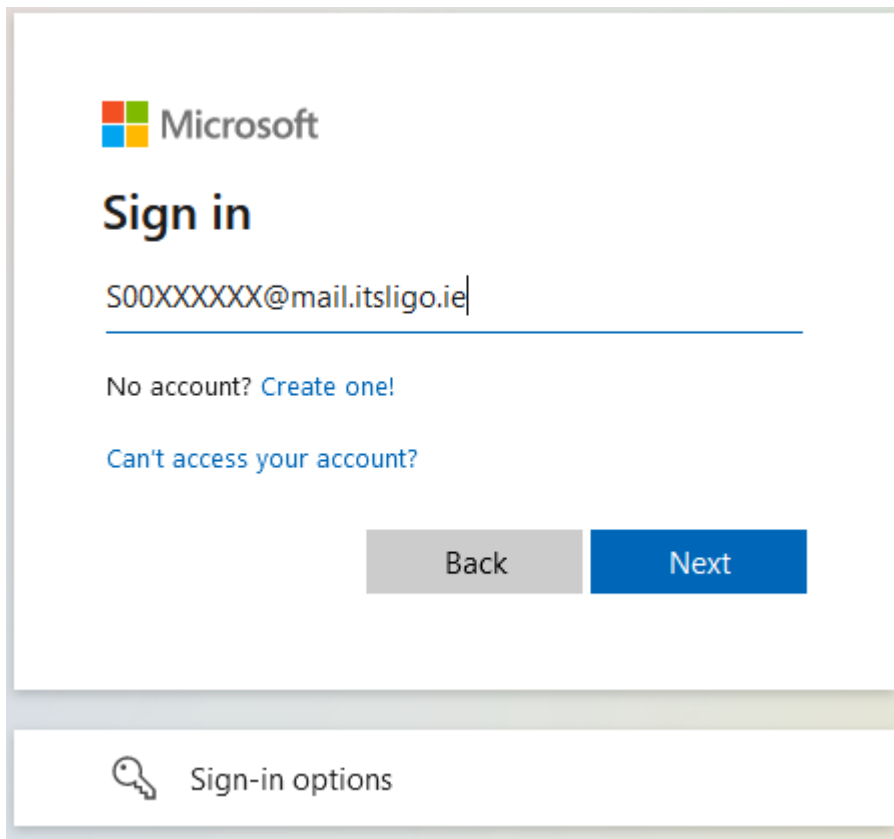 Microsoft
Sign in
S00XXXXXX@mail.itsligo.ie
No account? Create one!
Can't access your account?
Back
Next
Sign-in options